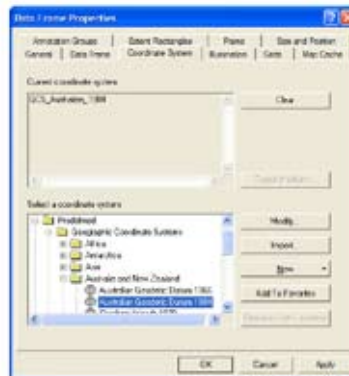 Data Frame Properties
Annotation Groups Extent Rectangles Frame Size and Position
General Data Frame Coordinate System Illumination Grids Map Cache
Current coordinate system
GCS_Australian_1984
Clear
Select a coordinate system
Predefined
Geographic Coordinate Systems
Africa
Antarctica
Asia
Australia and New Zealand
Australian Geodetic Datum 1966
Australian Geodetic Datum 1984
Modify...
Import...
New
Add To Favorites
OK Cancel Apply